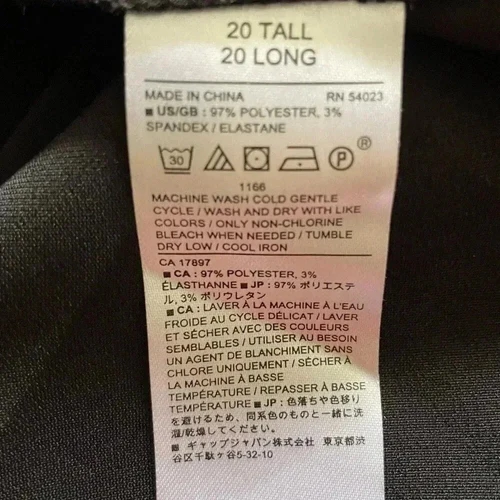 20 TALL
20 LONG
MADE IN CHINA RN 54023
■ US/GB : 97% POLYESTER, 3%
SPANDEX / ELASTANE
30 P ®
1166
MACHINE WASH COLD GENTLE
CYCLE / WASH AND DRY WITH LIKE
COLORS / ONLY NON-CHLORINE
BLEACH WHEN NEEDED / TUMBLE
DRY LOW / COOL IRON
CA 17897
■ CA : 97% POLYESTER, 3%
ÉLASTHANNE ■ JP : 97% ポリエステ
ル, 3% ポリウレタン
■ CA : LAVER À LA MACHINE À L'EAU
FROIDE AU CYCLE DÉLICAT / LAVER
ET SÉCHER AVEC DES COULEURS
SEMBLABLES / UTILISER AU BESOIN
UN AGENT DE BLANCHIMENT SANS
CHLORE UNIQUEMENT / SÉCHER À
LA MACHINE À BASSE
TEMPÉRATURE / REPASSER À BASSE
TEMPÉRATURE ■ JP : 色落ちや色移り
を避けるため、同系色のものと一緒に洗
濯/乾燥してください。
■ ギャップジャパン株式会社 東京都渋
谷区千駄ヶ谷5-32-10